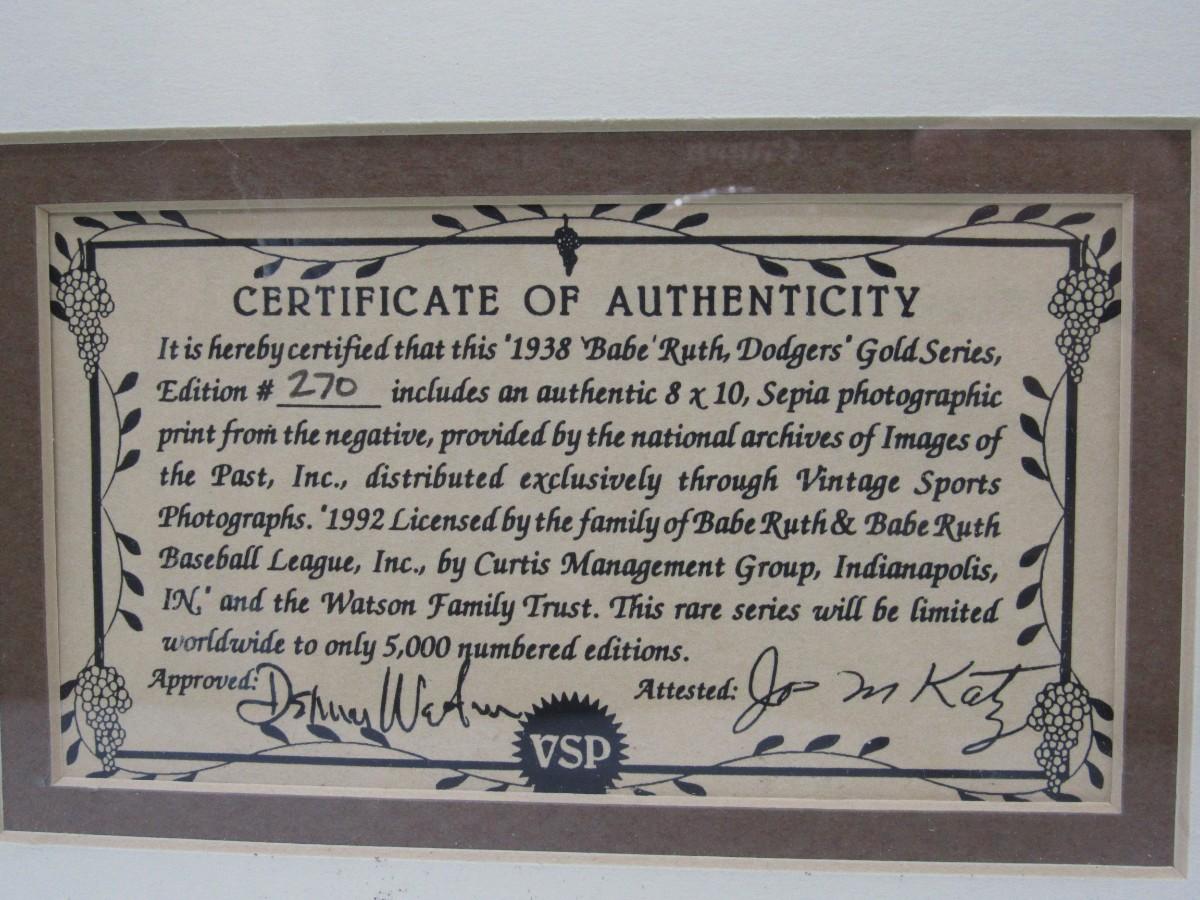 CERTIFICATE OF AUTHENTICITY
It is hereby certified that this "1938 'Babe' Ruth, Dodgers" Gold Series,
Edition # 270 includes an authentic 8 x 10, Sepia photographic
print from the negative, provided by the national archives of Images of
the Past, Inc., distributed exclusively through Vintage Sports
Photographs. "1992 Licensed by the family of Babe Ruth & Babe Ruth
Baseball League, Inc., by Curtis Management Group, Indianapolis,
IN," and the Watson Family Trust. This rare series will be limited
worldwide to only 5,000 numbered editions.
Approved: Attested: Jo M Katz
VSP